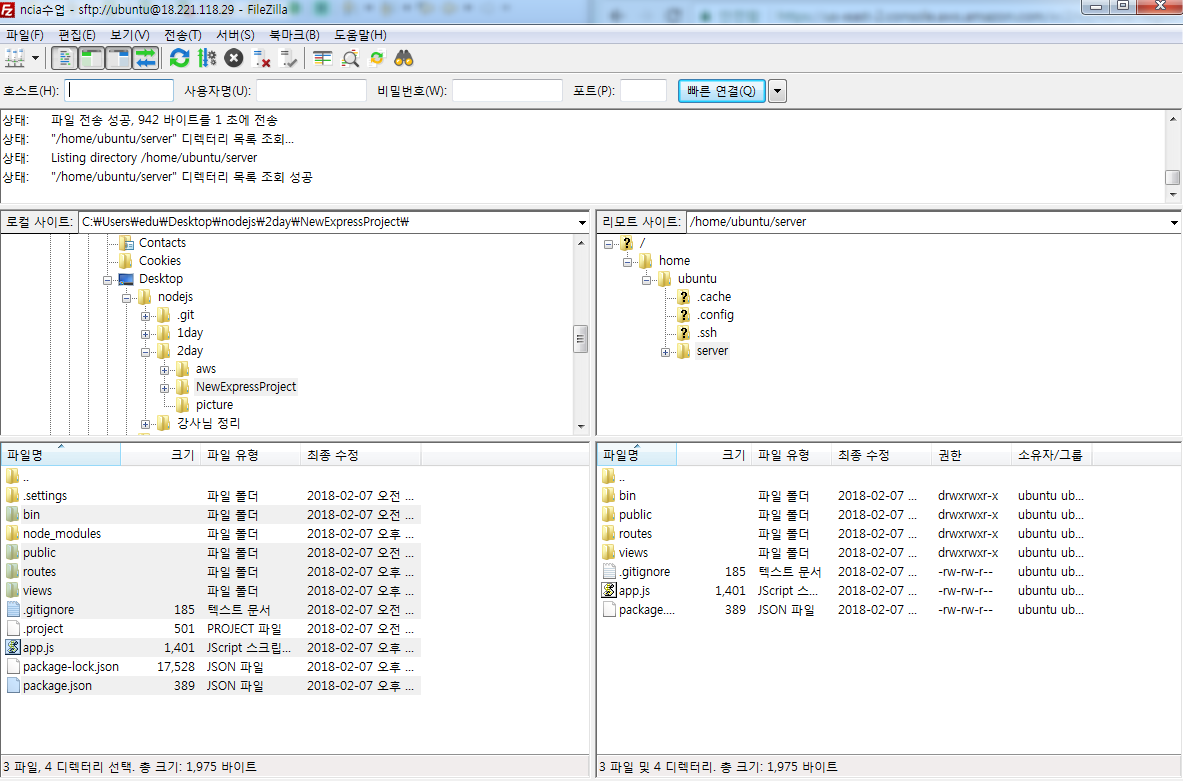 ncia수업 - sftp://ubuntu@18.221.118.29 - FileZilla
파일(F) 편집(E) 보기(V) 전송(T) 서버(S) 북마크(B) 도움말(H)
호스트(H): 사용자명(U): 비밀번호(W): 포트(P): 빠른 연결(Q)
상태: 파일 전송 성공, 942 바이트를 1 초에 전송
상태: "/home/ubuntu/server" 디렉터리 목록 조회...
상태: Listing directory /home/ubuntu/server
상태: "/home/ubuntu/server" 디렉터리 목록 조회 성공
로컬 사이트: C:₩Users₩edu₩Desktop₩nodejs₩2day₩NewExpressProject₩
Contacts
Cookies
Desktop
nodejs
.git
1day
2day
aws
NewExpressProject
picture
강사님 정리
리모트 사이트: /home/ubuntu/server
/
home
ubuntu
.cache
.config
.ssh
server
파일명 크기 파일 유형 최종 수정
..
.settings 파일 폴더 2018-02-07 오전 ...
bin 파일 폴더 2018-02-07 오전 ...
node_modules 파일 폴더 2018-02-07 오후 ...
public 파일 폴더 2018-02-07 오전 ...
routes 파일 폴더 2018-02-07 오후 ...
views 파일 폴더 2018-02-07 오후 ...
.gitignore 185 텍스트 문서 2018-02-07 오전 ...
.project 501 PROJECT 파일 2018-02-07 오전 ...
app.js 1,401 JScript 스크립... 2018-02-07 오후 ...
package-lock.json 17,528 JSON 파일 2018-02-07 오후 ...
package.json 389 JSON 파일 2018-02-07 오후 ...
3 파일, 4 디렉터리 선택. 총 크기: 1,975 바이트
파일명 크기 파일 유형 최종 수정 권한 소유자/그룹
..
bin 파일 폴더 2018-02-07 ... drwxrwxr-x ubuntu ub...
public 파일 폴더 2018-02-07 ... drwxrwxr-x ubuntu ub...
routes 파일 폴더 2018-02-07 ... drwxrwxr-x ubuntu ub...
views 파일 폴더 2018-02-07 ... drwxrwxr-x ubuntu ub...
.gitignore 185 텍스트 문서 2018-02-07 ... -rw-rw-r-- ubuntu ub...
app.js 1,401 JScript 스... 2018-02-07 ... -rw-rw-r-- ubuntu ub...
package.... 389 JSON 파일 2018-02-07 ... -rw-rw-r-- ubuntu ub...
3 파일 및 4 디렉터리. 총 크기: 1,975 바이트